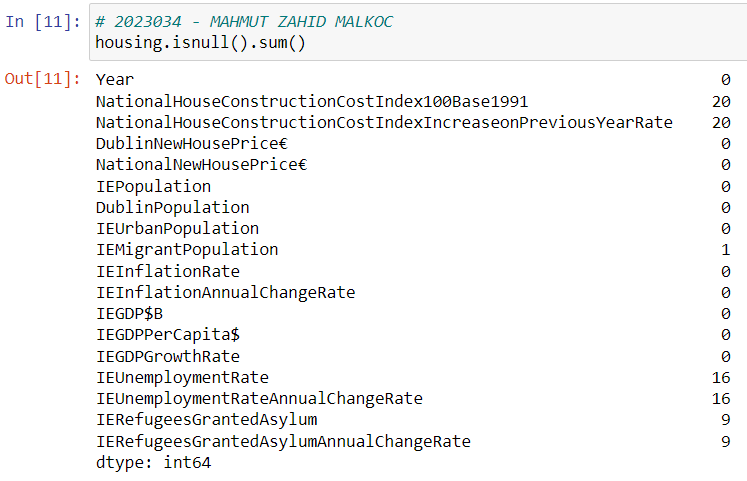 In [11]: # 2023034 - MAHMUT ZAHID MALKOC
housing.isnull().sum()
Out[11]: Year 0
NationalHouseConstructionCostIndex100Base1991 20
NationalHouseConstructionCostIndexIncreaseonPreviousYearRate 20
DublinNewHousePrice€ 0
NationalNewHousePrice€ 0
IEPopulation 0
DublinPopulation 0
IEUrbanPopulation 0
IEMigrantPopulation 1
IEInflationRate 0
IEInflationAnnualChangeRate 0
IEGDP$B 0
IEGDPPerCapita$ 0
IEGDPGrowthRate 0
IEUnemploymentRate 16
IEUnemploymentRateAnnualChangeRate 16
IERefugeesGrantedAsylum 9
IERefugeesGrantedAsylumAnnualChangeRate 9
dtype: int64